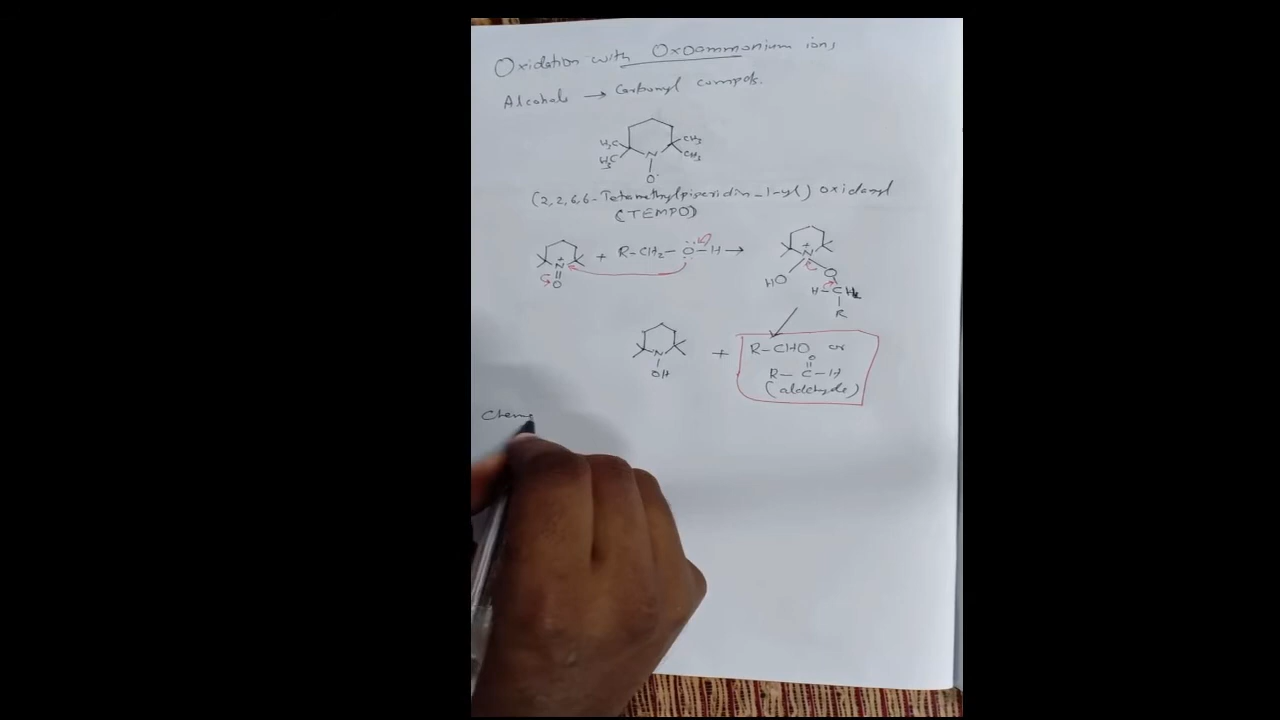 Oxidation with Oxoammonium ions
Alcohols → Carbonyl compds.
H3C CH3
H3C N CH3
O·
(2,2,6,6-Tetramethylpiperidin-1-yl) oxidanyl
(TEMPO)
N+ + R-CH2-O-H → N+
O HO O
H-C H
R
N + R-CHO or
OH O
R-C-H
(aldehyde)
Chem